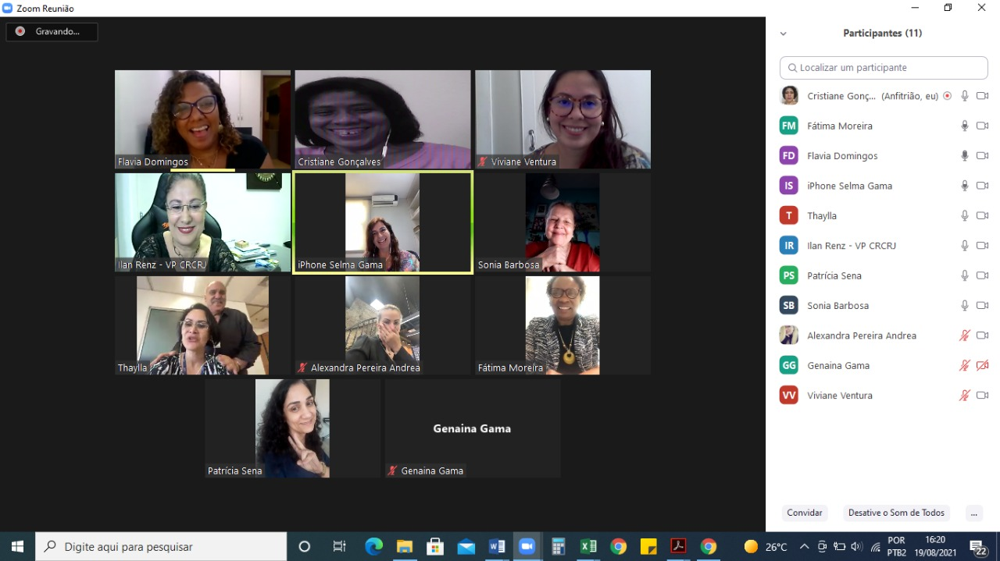 Zoom Reunião
Gravando...
Flavia Domingos
Cristiane Gonçalves
Viviane Ventura
Ilan Renz - VP CRCRJ
iPhone Selma Gama
Sonia Barbosa
Thaylla
Alexandra Pereira Andrea
Fátima Moreira
Patrícia Sena
Genaina Gama
Genaina Gama
Participantes (11)
Localizar um participante
Cristiane Gonç... (Anfitrião, eu)
FM Fátima Moreira
FD Flavia Domingos
IS iPhone Selma Gama
T Thaylla
IR Ilan Renz - VP CRCRJ
PS Patrícia Sena
SB Sonia Barbosa
Alexandra Pereira Andrea
GG Genaina Gama
VV Viviane Ventura
Convidar Desative o Som de Todos ...
Digite aqui para pesquisar
26°C
POR
PTB2
16:20
19/08/2021
22